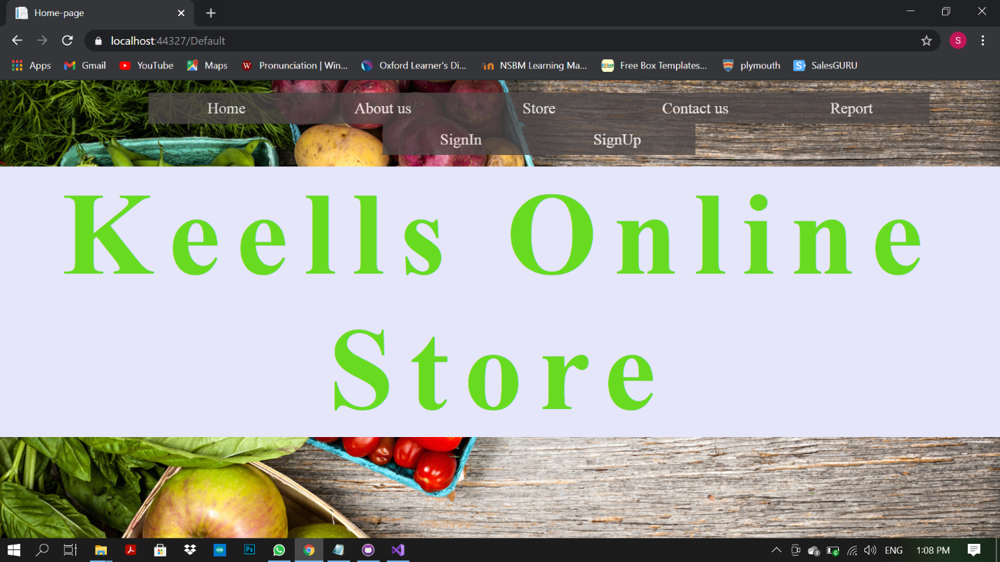 Home-page
localhost:44327/Default
S
Apps Gmail YouTube Maps W Pronunciation | Win... Oxford Learner's Di... NSBM Learning Ma... Free Box Templates... plymouth S SalesGURU
Home About us Store Contact us Report
SignIn SignUp
Keells Online
Store
Ps ENG 1:08 PM